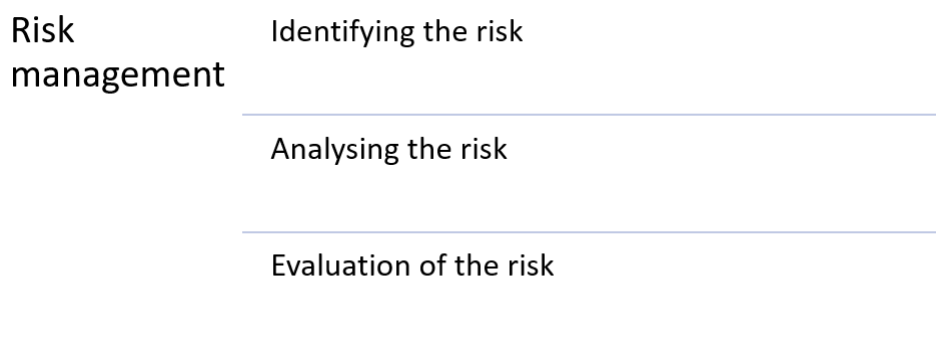 Risk
management
Identifying the risk
Analysing the risk
Evaluation of the risk